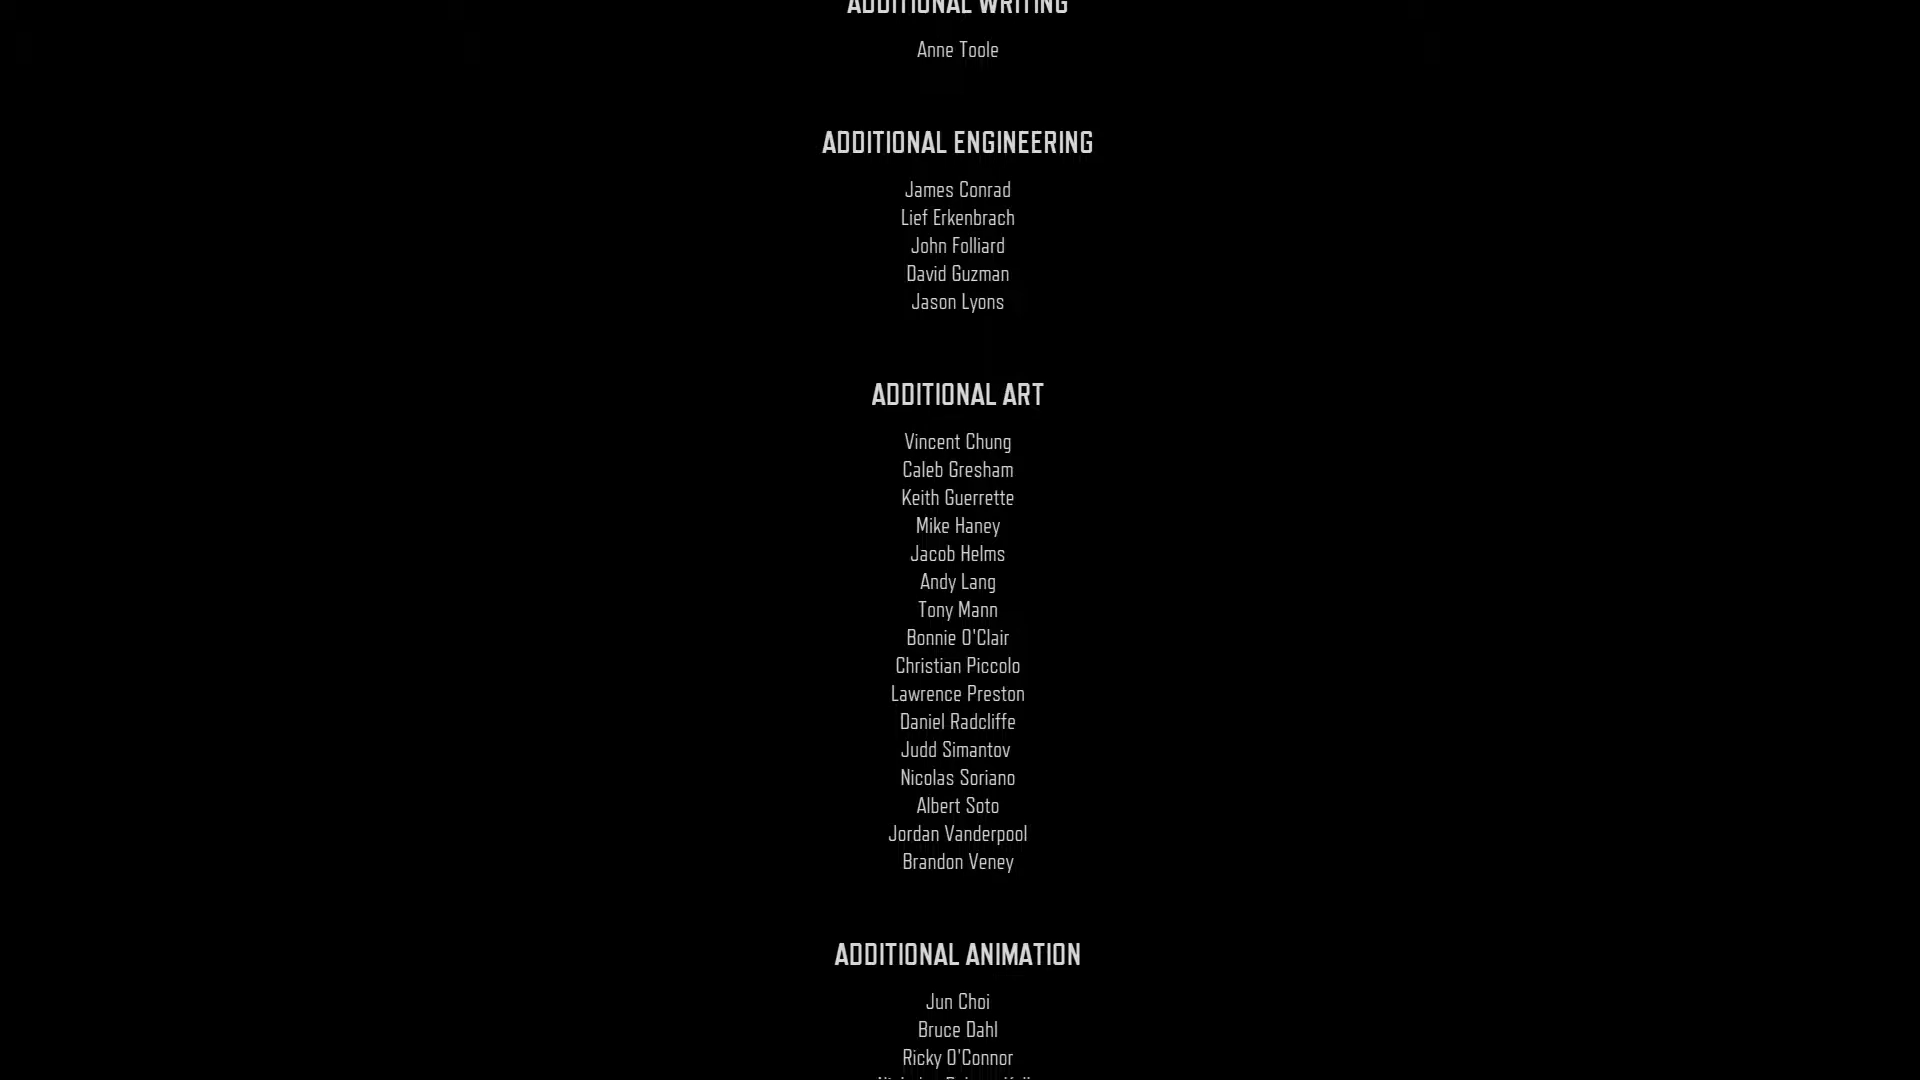 ADDITIONAL WRITING
Anne Toole
ADDITIONAL ENGINEERING
James Conrad
Lief Erkenbrach
John Folliard
David Guzman
Jason Lyons
ADDITIONAL ART
Vincent Chung
Caleb Gresham
Keith Guerrette
Mike Haney
Jacob Helms
Andy Lang
Tony Mann
Bonnie O'Clair
Christian Piccolo
Lawrence Preston
Daniel Radcliffe
Judd Simantov
Nicolas Soriano
Albert Soto
Jordan Vanderpool
Brandon Veney
ADDITIONAL ANIMATION
Jun Choi
Bruce Dahl
Ricky O'Connor